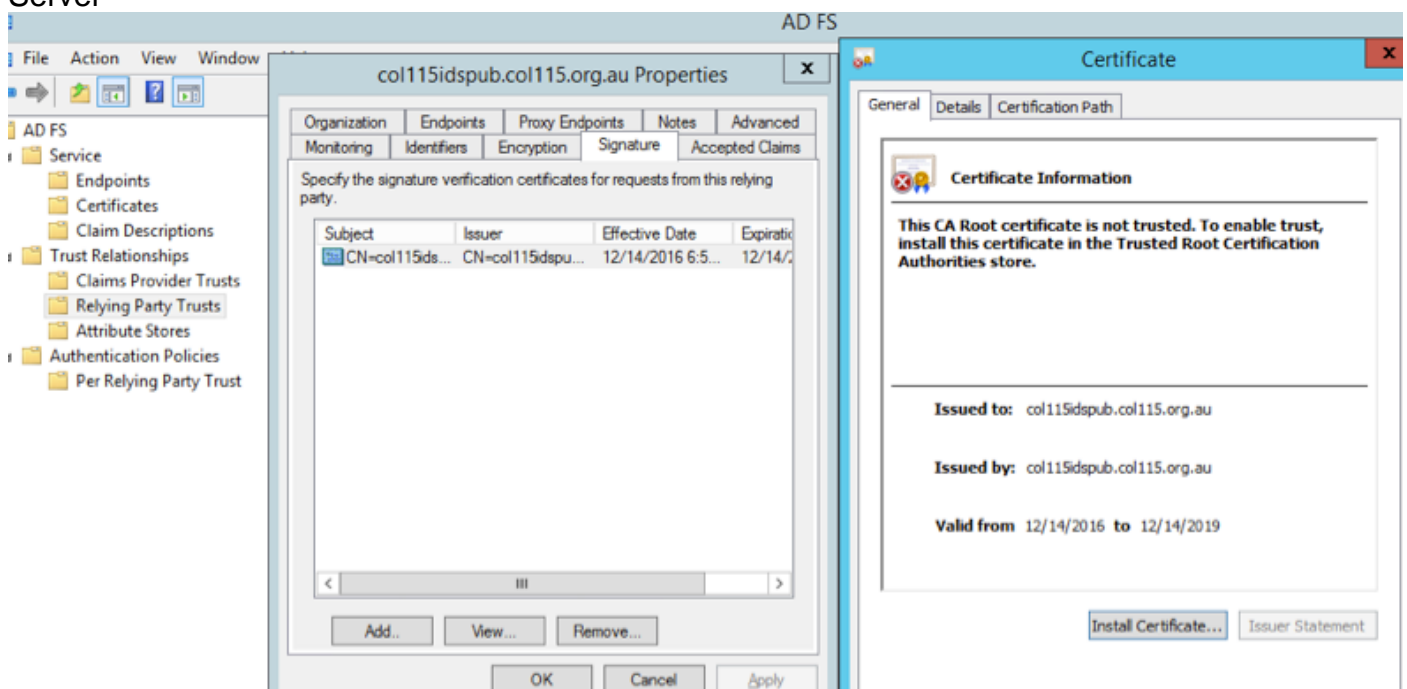 Server
AD FS
File Action View Window
AD FS
Service
Endpoints
Certificates
Claim Descriptions
Trust Relationships
Claims Provider Trusts
Relying Party Trusts
Attribute Stores
Authentication Policies
Per Relying Party Trust
col115idspub.col115.org.au Properties
x
Organization Endpoints Proxy Endpoints Notes Advanced
Monitoring Identifiers Encryption Signature Accepted Claims
Specify the signature verification certificates for requests from this relying
party.
Subject Issuer Effective Date Expiratic
CN=col115ids... CN=col115idspu... 12/14/2016 6:5... 12/14/2
Add.. View... Remove...
OK Cancel Apply
Certificate
x
General Details Certification Path
Certificate Information
This CA Root certificate is not trusted. To enable trust,
install this certificate in the Trusted Root Certification
Authorities store.
Issued to: col115idspub.col115.org.au
Issued by: col115idspub.col115.org.au
Valid from 12/14/2016 to 12/14/2019
Install Certificate... Issuer Statement